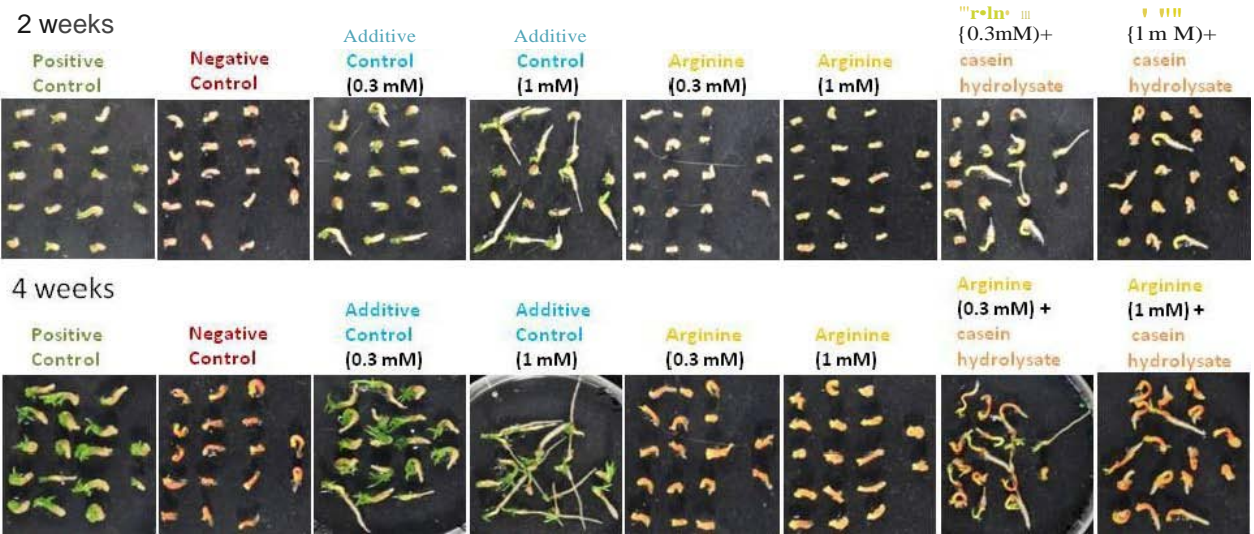 2 weeks
Positive
Control
Negative
Control
Additive
Control
(0.3 mM)
Additive
Control
(1 mM)
Arginine
(0.3 mM)
Arginine
(1 mM)
{0.3mM)+
casein
hydrolysate
{1m M)+
casein
hydrolysate
4 weeks
Positive
Control
Negative
Control
Additive
Control
(0.3 mM)
Additive
Control
(1 mM)
Arginine
(0.3 mM)
Arginine
(1 mM)
Arginine
(0.3 mM) +
casein
hydrolysate
Arginine
(1 mM) +
casein
hydrolysate